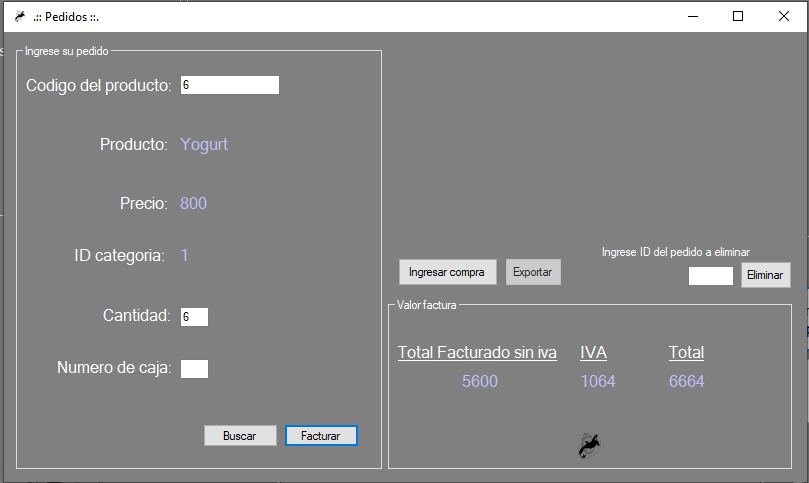 .:: Pedidos ::.
Ingrese su pedido
Codigo del producto: 6
Producto: Yogurt
Precio: 800
ID categoria: 1
Cantidad: 6
Numero de caja:
Buscar Facturar
Ingresar compra Exportar
Ingrese ID del pedido a eliminar
Eliminar
Valor factura
Total Facturado sin iva IVA Total
5600 1064 6664